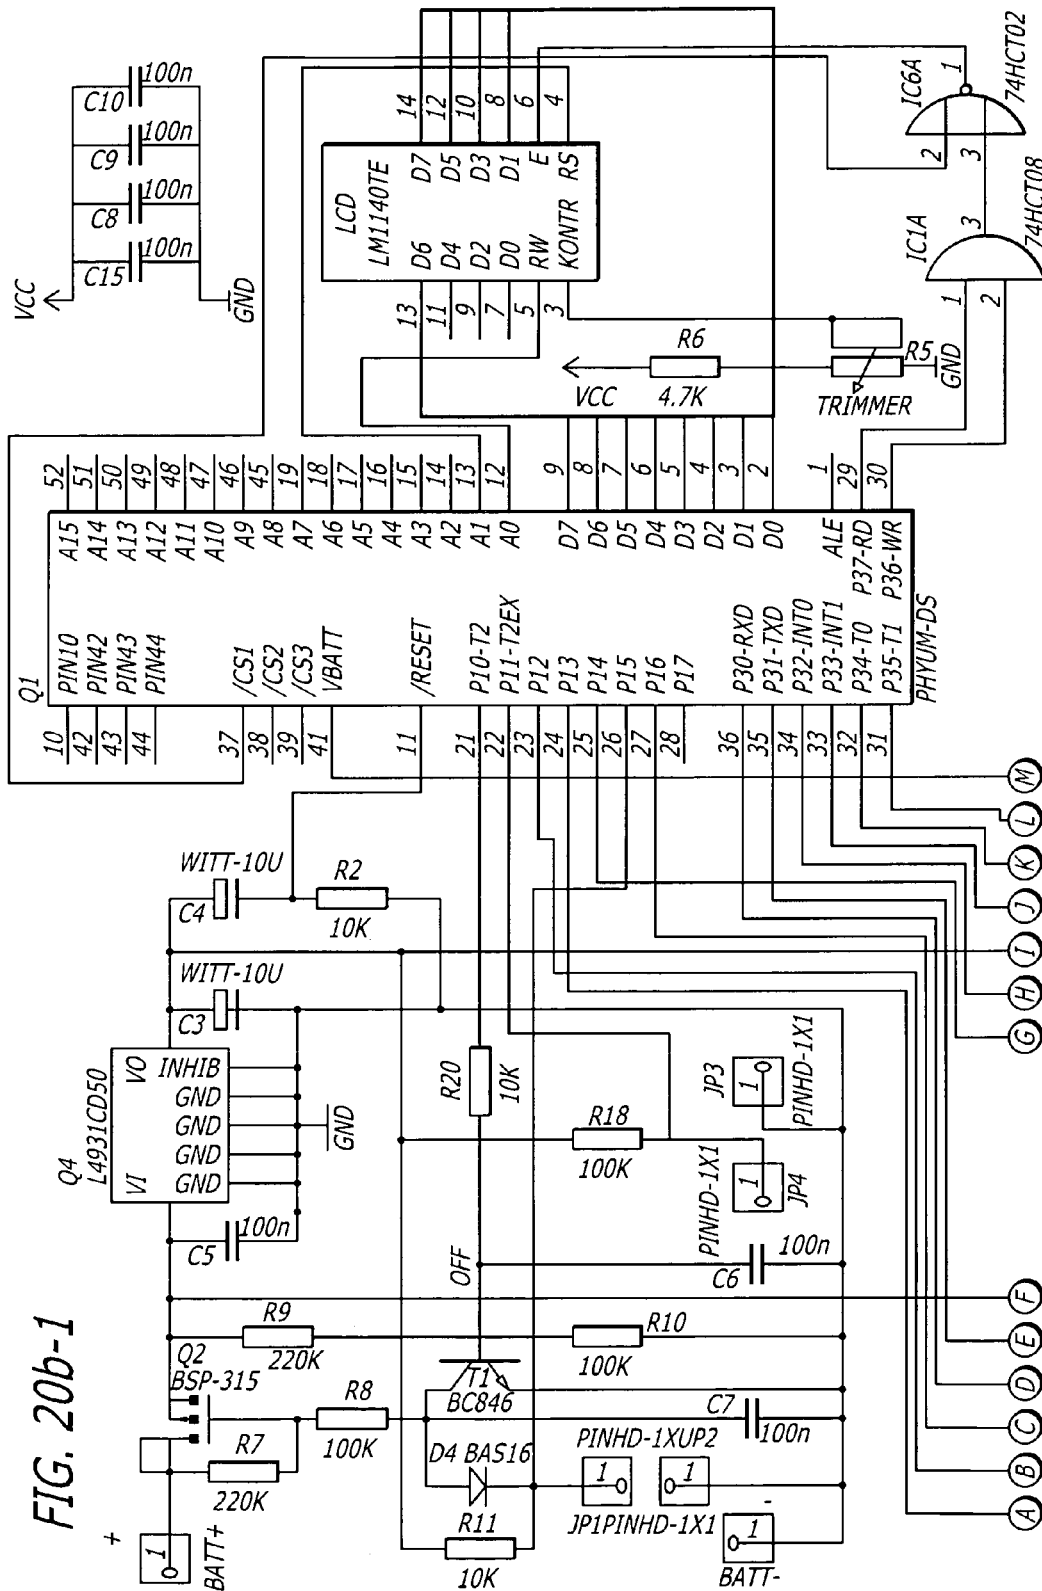 FIG. 20b-1
VCC
C15 100n
C8 100n
C9 100n
C10 100n
GND
LCD
LM1140TE
D6 D7
D4 D5
D2 D3
D0 D1
RW E
KONTR RS
13
11
9
7
5
3
14
12
10
8
6
4
R6
4.7K
VCC
R5
TRIMMER
GND
IC6A
74HCT02
1
2
3
IC1A
74HCT08
3
1
2
Q1
PHYUM-DS
10 PIN10
42 PIN42
43 PIN43
44 PIN44
37 /CS1
38 /CS2
39 /CS3
41 VBATT
11 /RESET
21 P10-T2
22 P11-T2EX
23 P12
24 P13
25 P14
26 P15
27 P16
28 P17
36 P30-RXD
35 P31-TXD
34 P32-INT0
33 P33-INT1
32 P34-T0
31 P35-T1
A15 52
A14 51
A13 50
A12 49
A11 48
A10 47
A9 46
A8 45
A7 19
A6 18
A5 17
A4 16
A3 15
A2 14
A1 13
A0 12
D7 9
D6 8
D5 7
D4 6
D3 5
D2 4
D1 3
D0 2
ALE 1
P37-RD 29
P36-WR 30
WITT-10U
C4
R2
10K
WITT-10U
C3
Q4
L4931CD50
VO
VI
INHIB
GND
GND
GND
GND
GND
C5 100n
R20
10K
OFF
R18
100K
JP3
1
PINHD-1X1
PINHD-1X1
1
JP4
C6 100n
R9
220K
R10
100K
Q2
BSP-315
R7
220K
R8
100K
T1
BC846
C7 100n
D4 BAS16
PINHD-1XUP2
1
1
JP1PINHD-1X1
R11
10K
+
1
BATT+
-
1
BATT-
A
B
C
D
E
F
G
H
I
J
K
L
M